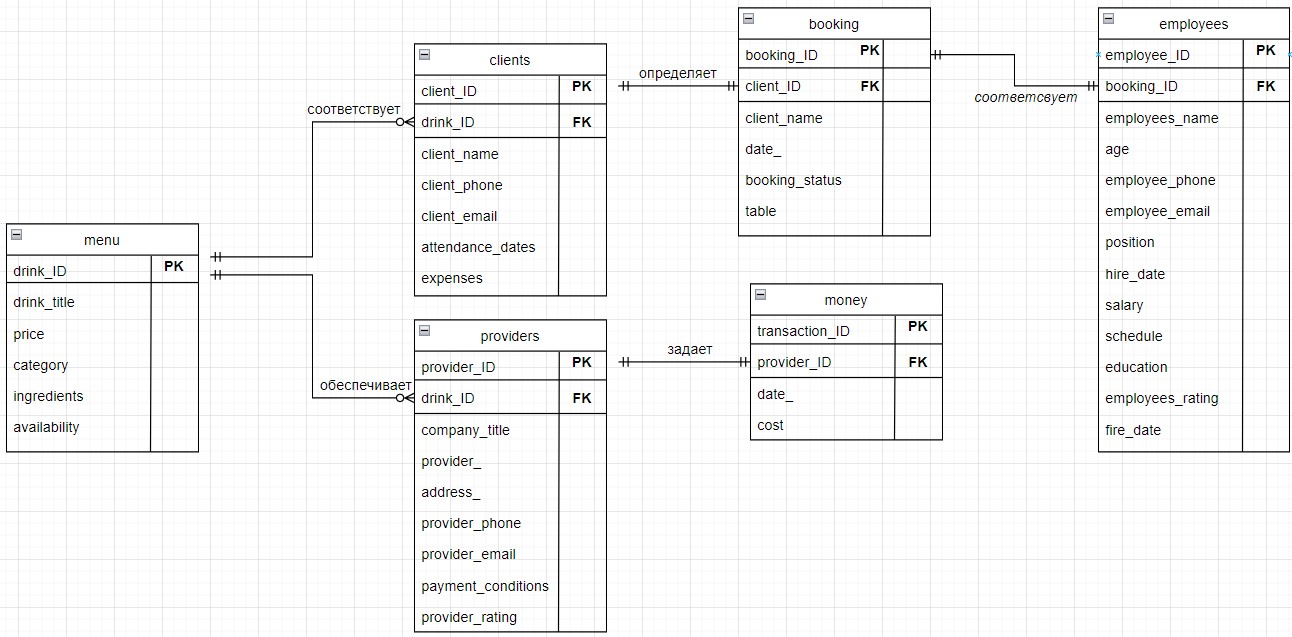 menu
drink_ID PK
drink_title
price
category
ingredients
availability
соответствует
обеспечивает
clients
client_ID PK
drink_ID FK
client_name
client_phone
client_email
attendance_dates
expenses
providers
provider_ID PK
drink_ID FK
company_title
provider_
address_
provider_phone
provider_email
payment_conditions
provider_rating
определяет
задает
booking
booking_ID PK
client_ID FK
client_name
date_
booking_status
table
money
transaction_ID PK
provider_ID FK
date_
cost
соответсвует
employees
employee_ID PK
booking_ID FK
employees_name
age
employee_phone
employee_email
position
hire_date
salary
schedule
education
employees_rating
fire_date